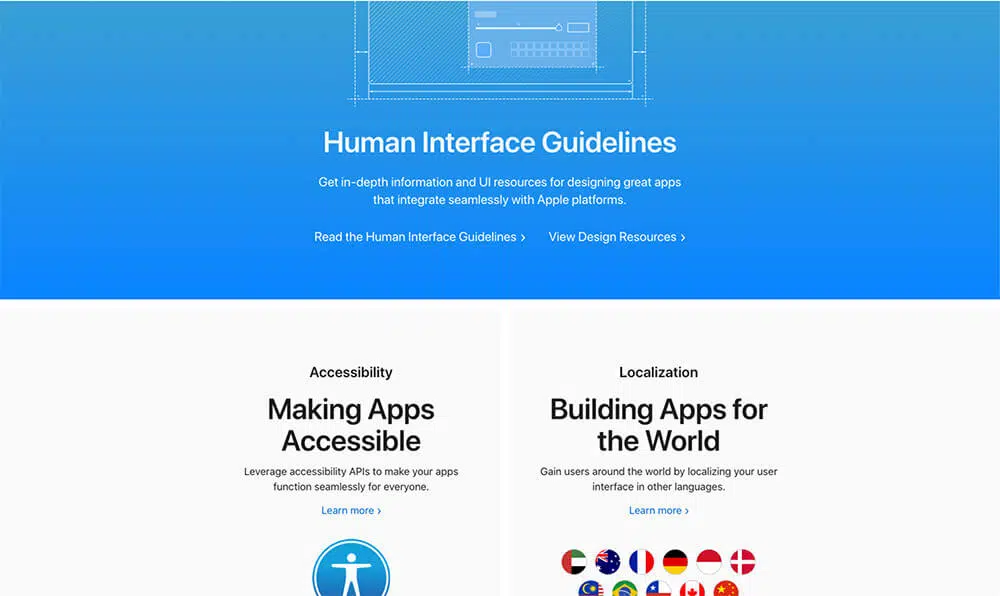 Human Interface Guidelines
Get in-depth information and UI resources for designing great apps
that integrate seamlessly with Apple platforms.
Read the Human Interface Guidelines ›
View Design Resources ›
Accessibility
Making Apps
Accessible
Leverage accessibility APIs to make your apps
function seamlessly for everyone.
Learn more ›
Localization
Building Apps for
the World
Gain users around the world by localizing your user
interface in other languages.
Learn more ›